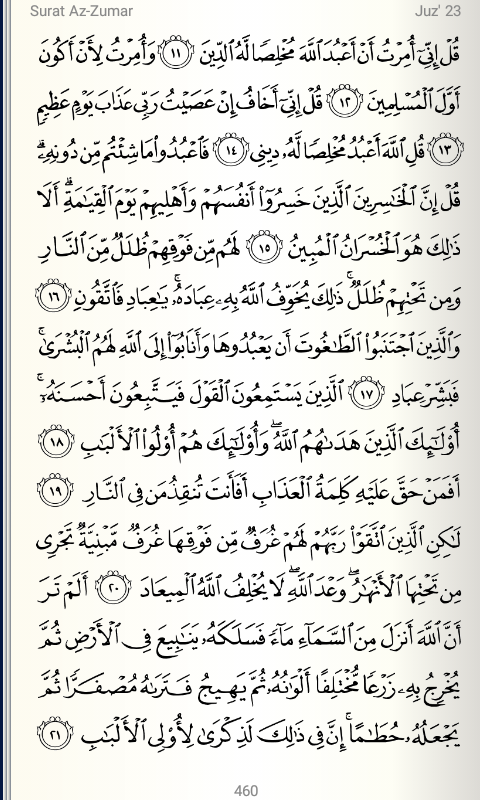 Surat Az-Zumar Juz' 23
قُلْ إِنِّىٓ أُمِرْتُ أَنْ أَعْبُدَ ٱللَّهَ مُخْلِصًا لَّهُ ٱلدِّينَ ١١ وَأُمِرْتُ لِأَنْ أَكُونَ
أَوَّلَ ٱلْمُسْلِمِينَ ١٢ قُلْ إِنِّىٓ أَخَافُ إِنْ عَصَيْتُ رَبِّى عَذَابَ يَوْمٍ عَظِيمٍ
١٣ قُلِ ٱللَّهَ أَعْبُدُ مُخْلِصًا لَّهُۥ دِينِى ١٤ فَٱعْبُدُوا۟ مَا شِئْتُم مِّن دُونِهِۦ ۗ
قُلْ إِنَّ ٱلْخَـٰسِرِينَ ٱلَّذِينَ خَسِرُوٓا۟ أَنفُسَهُمْ وَأَهْلِيهِمْ يَوْمَ ٱلْقِيَـٰمَةِ ۗ أَلَا
ذَٰلِكَ هُوَ ٱلْخُسْرَانُ ٱلْمُبِينُ ١٥ لَهُم مِّن فَوْقِهِمْ ظُلَلٌ مِّنَ ٱلنَّارِ
وَمِن تَحْتِهِمْ ظُلَلٌ ۚ ذَٰلِكَ يُخَوِّفُ ٱللَّهُ بِهِۦ عِبَادَهُۥ ۚ يَـٰعِبَادِ فَٱتَّقُونِ ١٦
وَٱلَّذِينَ ٱجْتَنَبُوا۟ ٱلطَّـٰغُوتَ أَن يَعْبُدُوهَا وَأَنَابُوٓا۟ إِلَى ٱللَّهِ لَهُمُ ٱلْبُشْرَىٰ ۚ
فَبَشِّرْ عِبَادِ ١٧ ٱلَّذِينَ يَسْتَمِعُونَ ٱلْقَوْلَ فَيَتَّبِعُونَ أَحْسَنَهُۥٓ ۚ
أُو۟لَـٰٓئِكَ ٱلَّذِينَ هَدَىٰهُمُ ٱللَّهُ ۖ وَأُو۟لَـٰٓئِكَ هُمْ أُو۟لُوا۟ ٱلْأَلْبَـٰبِ ١٨
أَفَمَنْ حَقَّ عَلَيْهِ كَلِمَةُ ٱلْعَذَابِ أَفَأَنتَ تُنقِذُ مَن فِى ٱلنَّارِ ١٩
لَـٰكِنِ ٱلَّذِينَ ٱتَّقَوْا۟ رَبَّهُمْ لَهُمْ غُرَفٌ مِّن فَوْقِهَا غُرَفٌ مَّبْنِيَّةٌ تَجْرِى
مِن تَحْتِهَا ٱلْأَنْهَـٰرُ ۖ وَعْدَ ٱللَّهِ ۖ لَا يُخْلِفُ ٱللَّهُ ٱلْمِيعَادَ ٢٠ أَلَمْ تَرَ
أَنَّ ٱللَّهَ أَنزَلَ مِنَ ٱلسَّمَآءِ مَآءً فَسَلَكَهُۥ يَنَـٰبِيعَ فِى ٱلْأَرْضِ ثُمَّ
يُخْرِجُ بِهِۦ زَرْعًا مُّخْتَلِفًا أَلْوَٰنُهُۥ ثُمَّ يَهِيجُ فَتَرَىٰهُ مُصْفَرًّا ثُمَّ
يَجْعَلُهُۥ حُطَـٰمًا ۚ إِنَّ فِى ذَٰلِكَ لَذِكْرَىٰ لِأُو۟لِى ٱلْأَلْبَـٰبِ ٢١
460